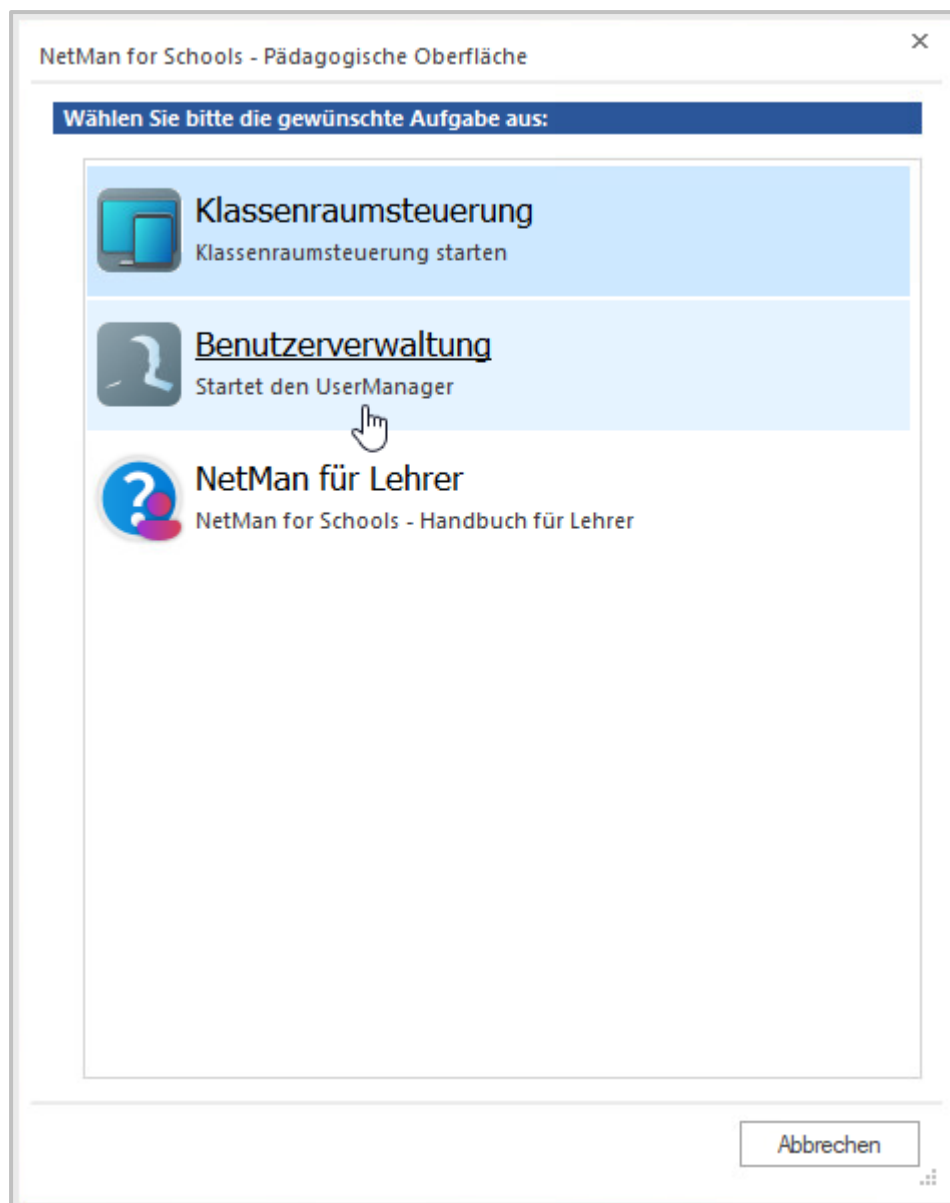 NetMan for Schools - Pädagogische Oberfläche
Wählen Sie bitte die gewünschte Aufgabe aus:
Klassenraumsteuerung
Klassenraumsteuerung starten
Benutzerverwaltung
Startet den UserManager
NetMan für Lehrer
NetMan for Schools - Handbuch für Lehrer
Abbrechen